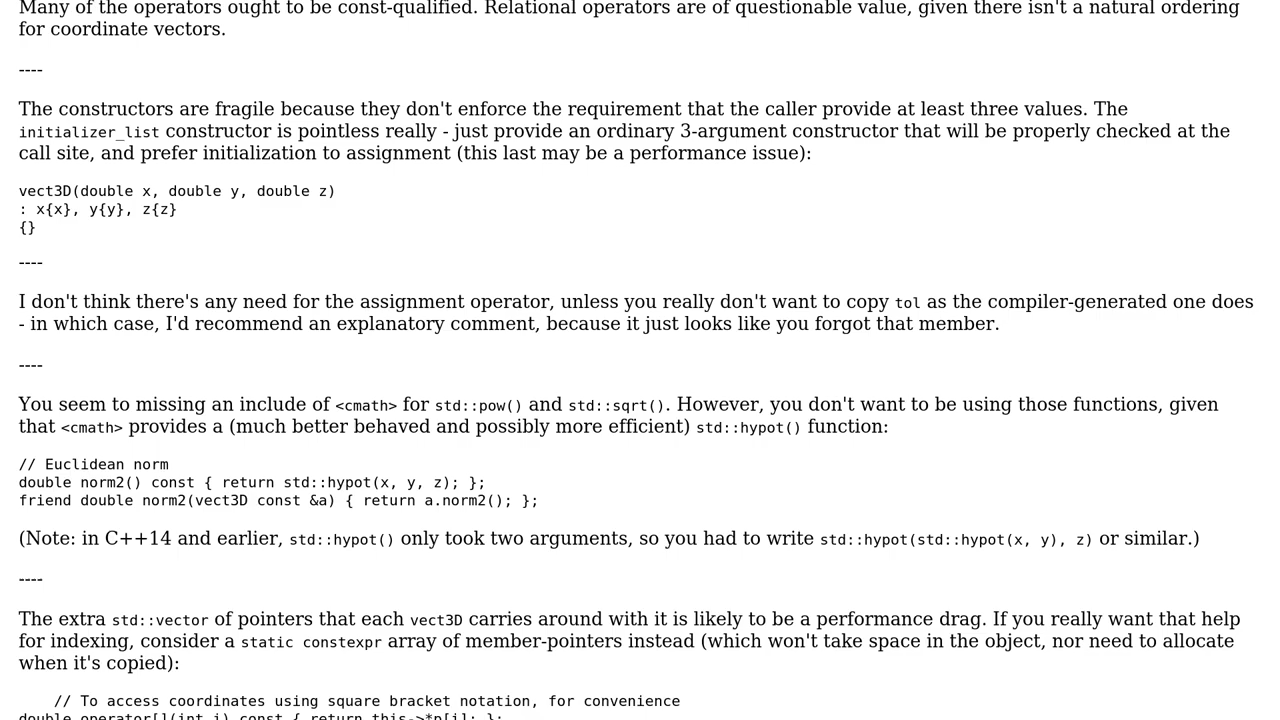 Many of the operators ought to be const-qualified. Relational operators are of questionable value, given there isn't a natural ordering
for coordinate vectors.
----
The constructors are fragile because they don't enforce the requirement that the caller provide at least three values. The
initializer_list constructor is pointless really - just provide an ordinary 3-argument constructor that will be properly checked at the
call site, and prefer initialization to assignment (this last may be a performance issue):
vect3D(double x, double y, double z)
: x{x}, y{y}, z{z}
{}
----
I don't think there's any need for the assignment operator, unless you really don't want to copy tol as the compiler-generated one does
- in which case, I'd recommend an explanatory comment, because it just looks like you forgot that member.
----
You seem to missing an include of <cmath> for std::pow() and std::sqrt(). However, you don't want to be using those functions, given
that <cmath> provides a (much better behaved and possibly more efficient) std::hypot() function:
// Euclidean norm
double norm2() const { return std::hypot(x, y, z); };
friend double norm2(vect3D const &a) { return a.norm2(); };
(Note: in C++14 and earlier, std::hypot() only took two arguments, so you had to write std::hypot(std::hypot(x, y), z) or similar.)
----
The extra std::vector of pointers that each vect3D carries around with it is likely to be a performance drag. If you really want that help
for indexing, consider a static constexpr array of member-pointers instead (which won't take space in the object, nor need to allocate
when it's copied):
// To access coordinates using square bracket notation, for convenience
double operator[](int i) const { return this->*p[i]; };